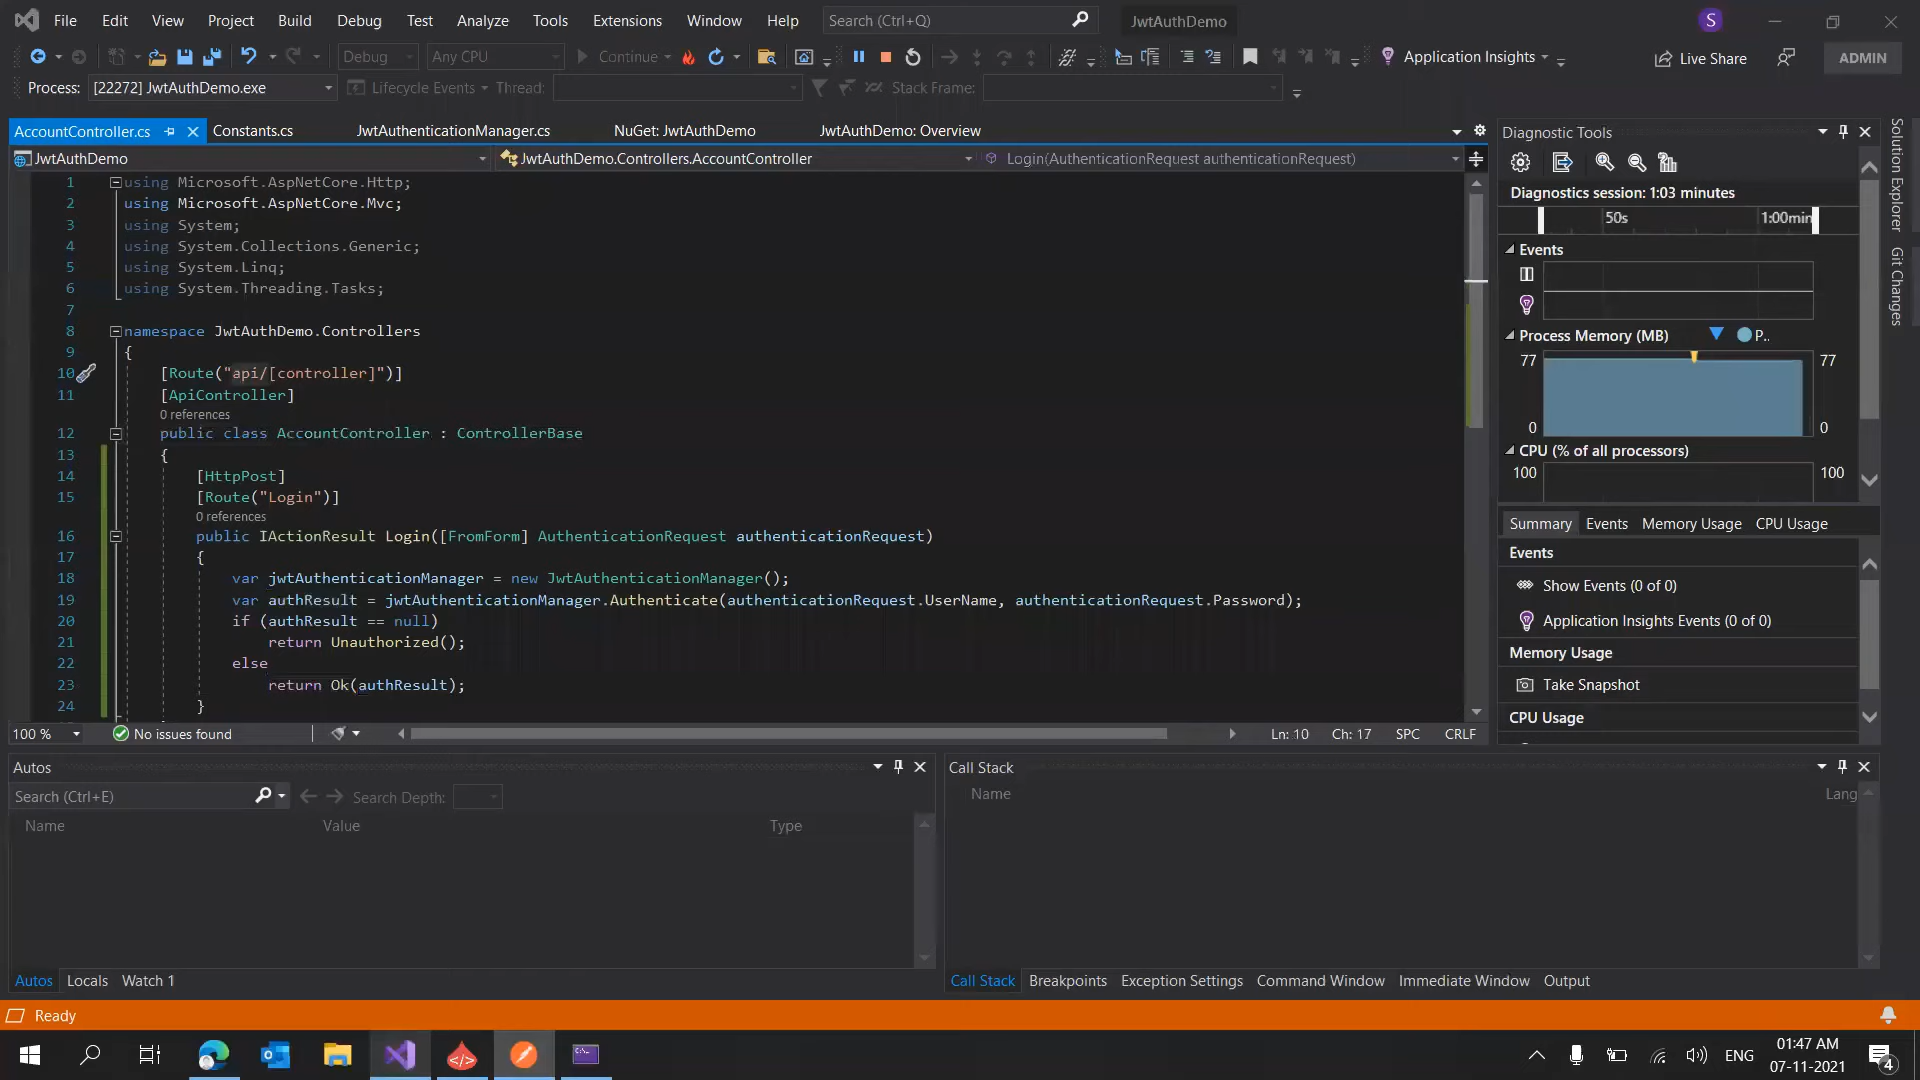 File Edit View Project Build Debug Test Analyze Tools Extensions Window Help Search (Ctrl+Q) JwtAuthDemo S
Debug Any CPU Continue Application Insights Live Share ADMIN
Process: [22272] JwtAuthDemo.exe Lifecycle Events Thread: Stack Frame:
AccountController.cs Constants.cs JwtAuthenticationManager.cs NuGet: JwtAuthDemo JwtAuthDemo: Overview
JwtAuthDemo JwtAuthDemo.Controllers.AccountController Login(AuthenticationRequest authenticationRequest)
1 using Microsoft.AspNetCore.Http;
2 using Microsoft.AspNetCore.Mvc;
3 using System;
4 using System.Collections.Generic;
5 using System.Linq;
6 using System.Threading.Tasks;
7
8 namespace JwtAuthDemo.Controllers
9 {
10 [Route("api/[controller]")]
11 [ApiController]
0 references
12 public class AccountController : ControllerBase
13 {
14 [HttpPost]
15 [Route("Login")]
0 references
16 public IActionResult Login([FromForm] AuthenticationRequest authenticationRequest)
17 {
18 var jwtAuthenticationManager = new JwtAuthenticationManager();
19 var authResult = jwtAuthenticationManager.Authenticate(authenticationRequest.UserName, authenticationRequest.Password);
20 if (authResult == null)
21 return Unauthorized();
22 else
23 return Ok(authResult);
24 }
100 % No issues found Ln: 10 Ch: 17 SPC CRLF
Diagnostic Tools
Diagnostics session: 1:03 minutes
50s 1:00min
Events
Process Memory (MB) P..
77 77
0 0
CPU (% of all processors)
100 100
Summary Events Memory Usage CPU Usage
Events
Show Events (0 of 0)
Application Insights Events (0 of 0)
Memory Usage
Take Snapshot
CPU Usage
Solution Explorer
Git Changes
Autos
Search (Ctrl+E) Search Depth:
Name Value Type
Autos Locals Watch 1
Call Stack
Name Lang
Call Stack Breakpoints Exception Settings Command Window Immediate Window Output
Ready
ENG
01:47 AM
07-11-2021
4